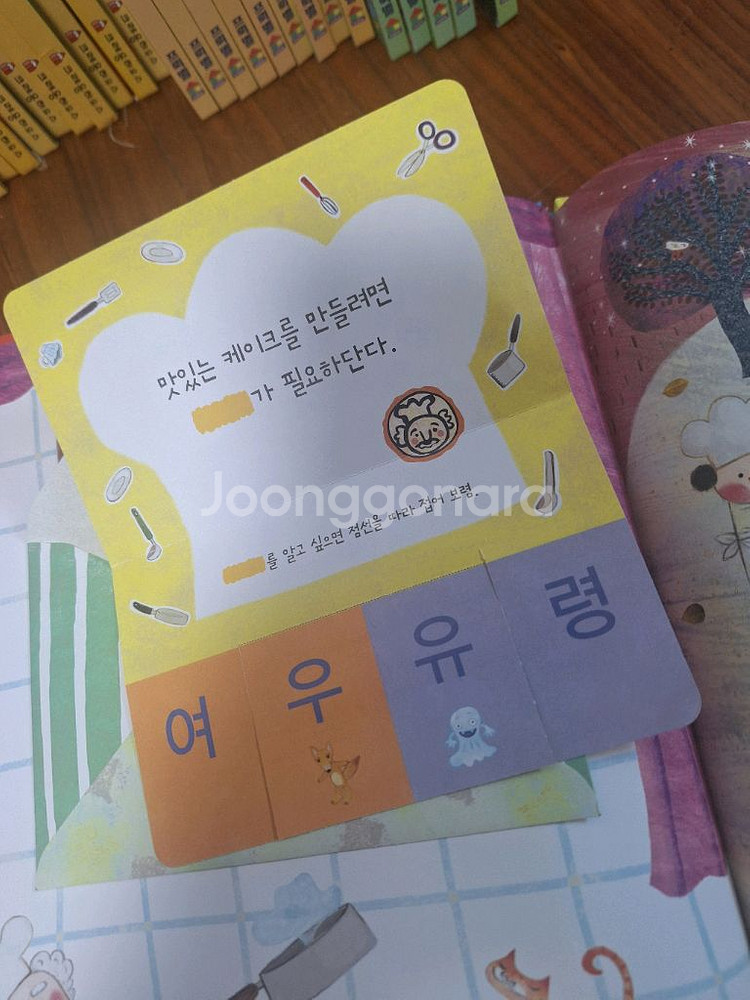 맛있는 케이크를 만들려면
가 필요하단다.
Joonggonara
를 알고 싶으면 점선을 따라 접어 보렴.
여 우 유 령